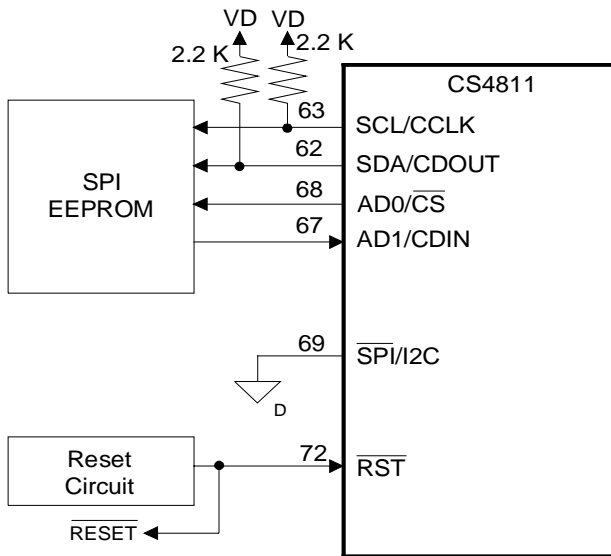 VD VD
2.2 K 2.2 K
CS4811
63 SCL/CCLK
62 SDA/CDOUT
SPI
EEPROM
68 AD0/CS
67 AD1/CDIN
69 SPI/I2C
D
Reset
Circuit
72 RST
RESET